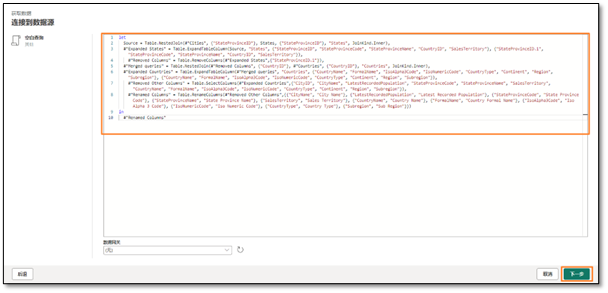 获取数据
连接到数据源
空白查询
其他
1 let
2 Source = Table.NestedJoin(#"Cities", {"StateProvinceID"}, States, {"StateProvinceID"}, "States", JoinKind.Inner),
3 #"Expanded States" = Table.ExpandTableColumn(Source, "States", {"StateProvinceID", "StateProvinceCode", "StateProvinceName", "CountryID", "SalesTerritory"}, {"StateProvinceID.1",
"StateProvinceCode", "StateProvinceName", "CountryID", "SalesTerritory"}),
4 #"Removed Columns" = Table.RemoveColumns(#"Expanded States",{"StateProvinceID.1"}),
5 #"Merged queries" = Table.NestedJoin(#"Removed Columns", {"CountryID"}, #"Countries", {"CountryID"}, "Countries", JoinKind.Inner),
6 #"Expanded Countries" = Table.ExpandTableColumn(#"Merged queries", "Countries", {"CountryName", "FormalName", "IsoAlpha3Code", "IsoNumericCode", "CountryType", "Continent", "Region",
"Subregion"}, {"CountryName", "FormalName", "IsoAlpha3Code", "IsoNumericCode", "CountryType", "Continent", "Region", "Subregion"}),
7 #"Removed Other Columns" = Table.SelectColumns(#"Expanded Countries",{"CityID", "CityName", "LatestRecordedPopulation", "StateProvinceCode", "StateProvinceName", "SalesTerritory",
"CountryName", "FormalName", "IsoAlpha3Code", "IsoNumericCode", "CountryType", "Continent", "Region", "Subregion"}),
8 #"Renamed Columns" = Table.RenameColumns(#"Removed Other Columns",{{"CityName", "City Name"}, {"LatestRecordedPopulation", "Latest Recorded Population"}, {"StateProvinceCode", "State Province
Code"}, {"StateProvinceName", "State Province Name"}, {"SalesTerritory", "Sales Territory"}, {"CountryName", "Country Name"}, {"FormalName", "Country Formal Name"}, {"IsoAlpha3Code", "Iso
Alpha 3 Code"}, {"IsoNumericCode", "Iso Numeric Code"}, {"CountryType", "Country Type"}, {"Subregion", "Sub Region"}})
9 in
10 #"Renamed Columns"
数据网关
(无)
后退
取消
下一步